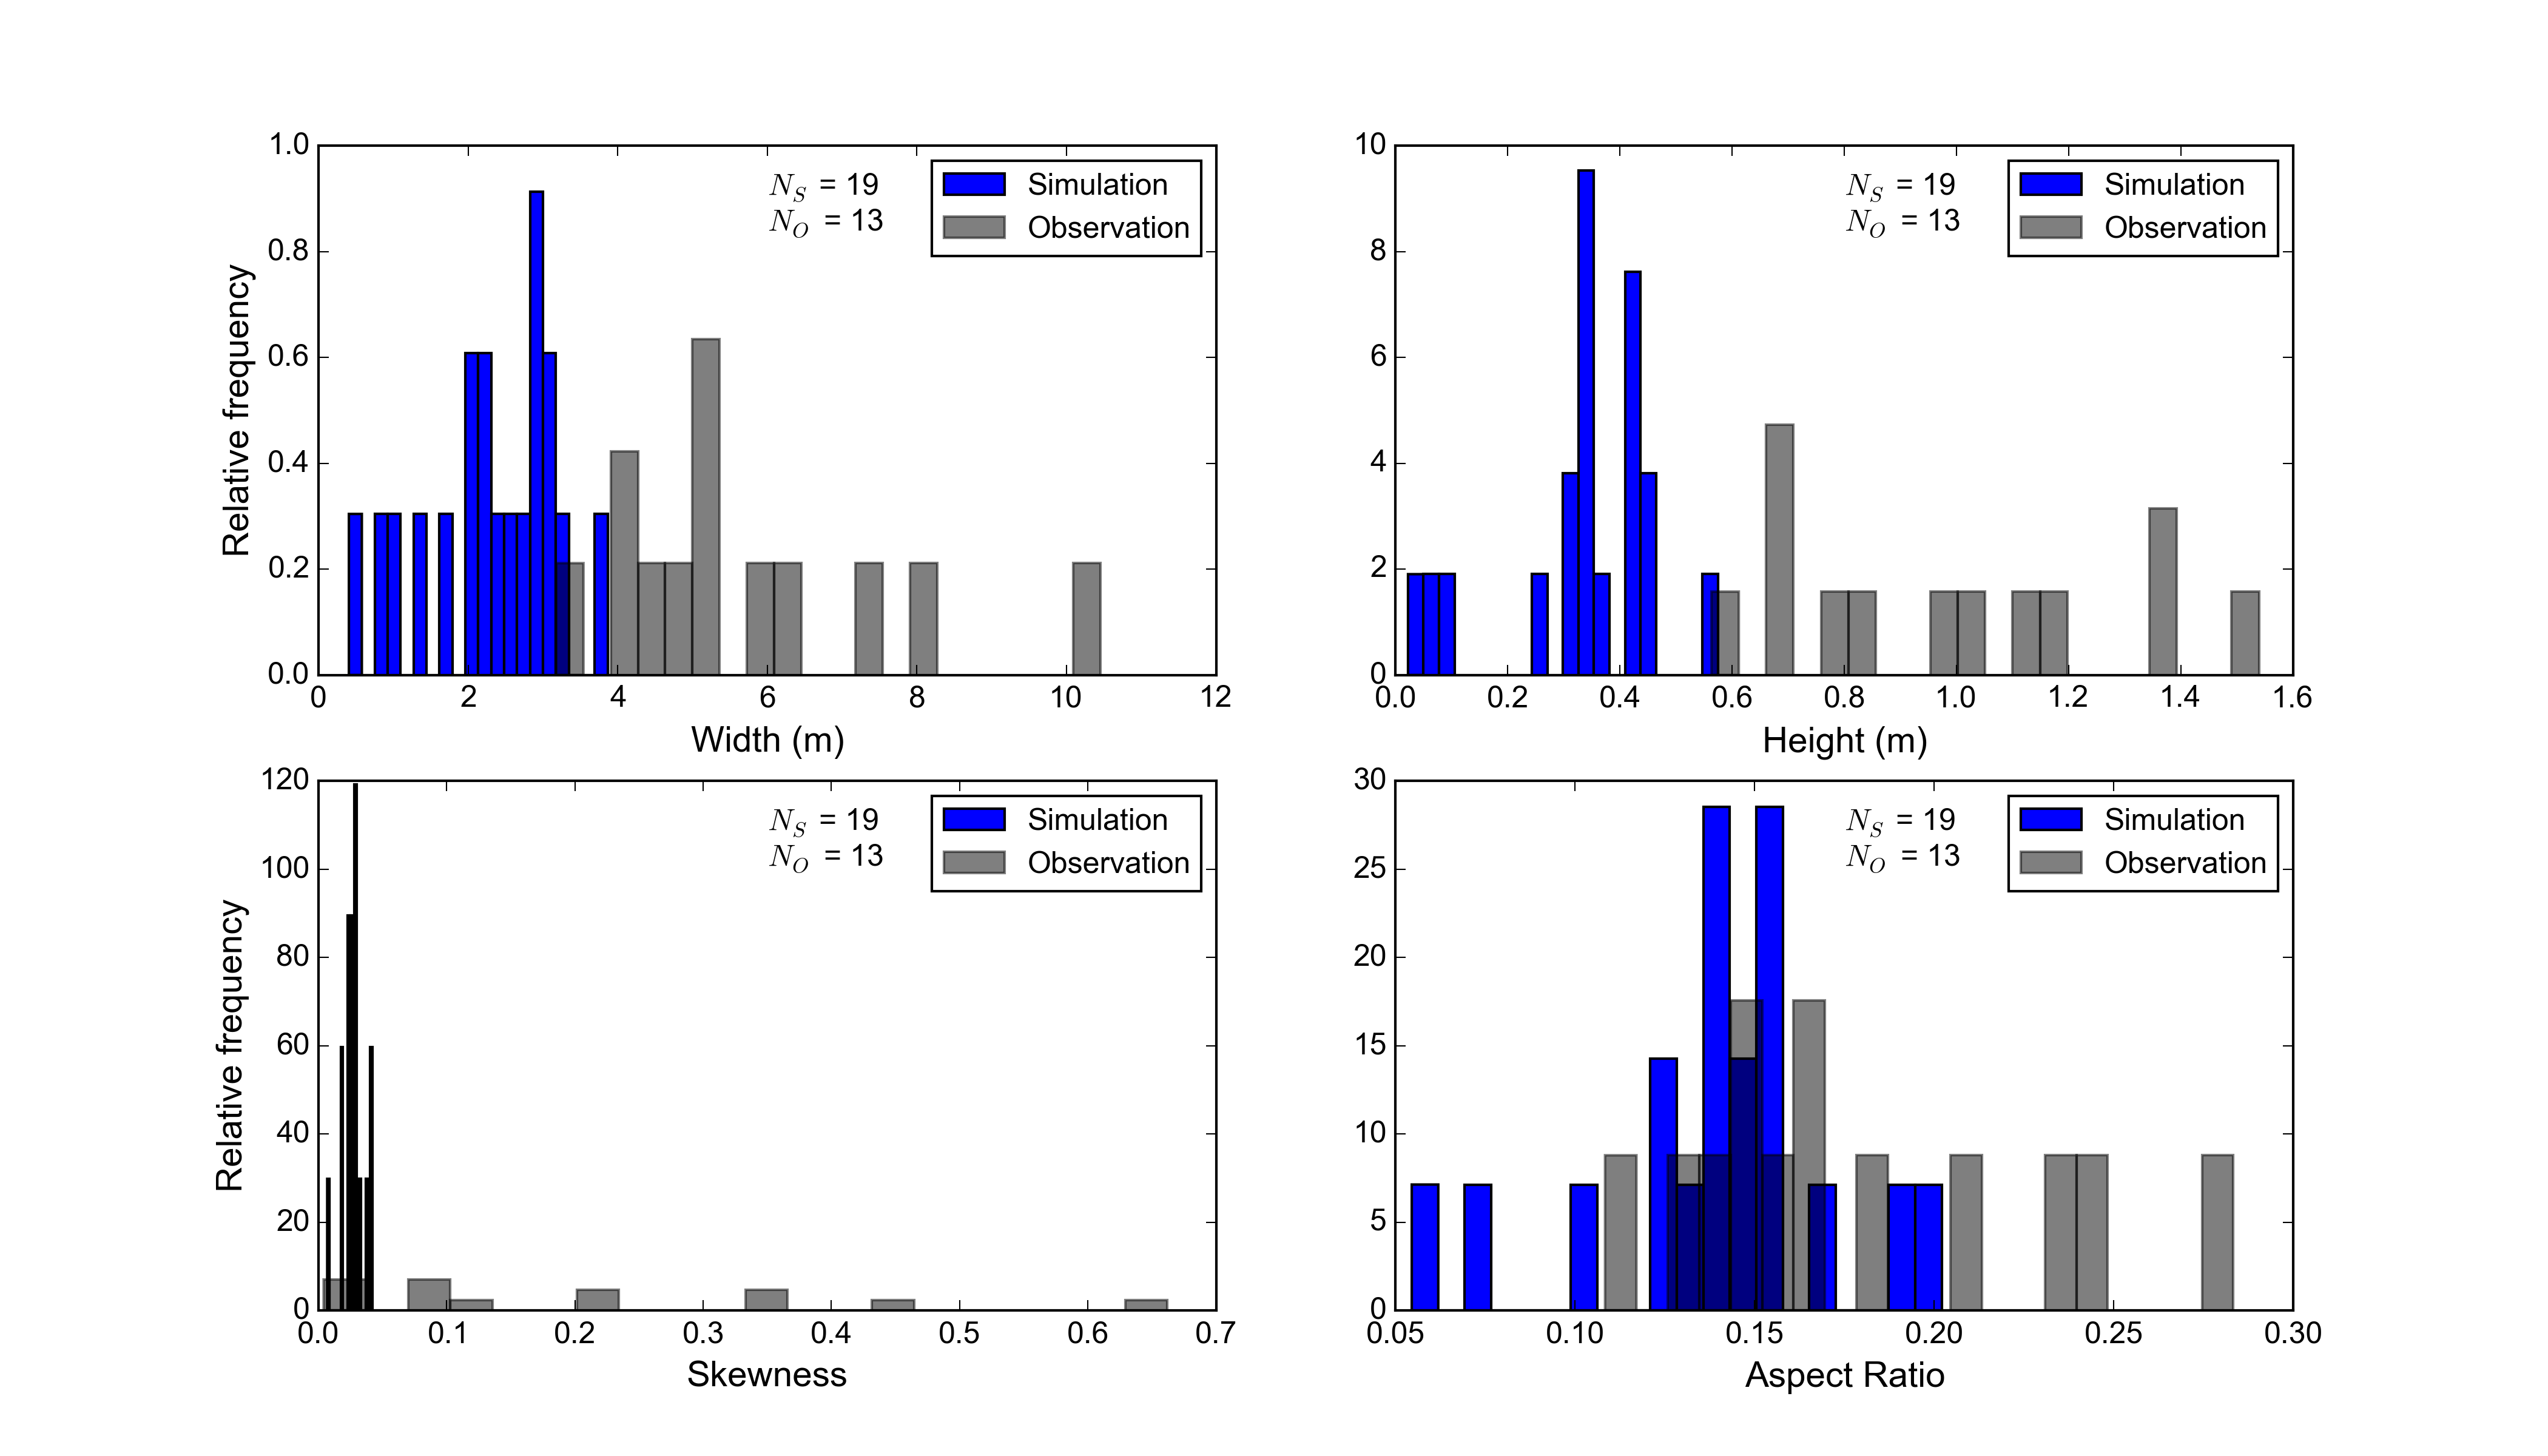 1.0
0.8
0.6
0.4
0.2
0.0
Relative frequency
N_S = 19
N_O = 13
Simulation
Observation
0 2 4 6 8 10 12
Width (m)
10
8
6
4
2
0
N_S = 19
N_O = 13
Simulation
Observation
0.0 0.2 0.4 0.6 0.8 1.0 1.2 1.4 1.6
Height (m)
120
100
80
60
40
20
0
Relative frequency
N_S = 19
N_O = 13
Simulation
Observation
0.0 0.1 0.2 0.3 0.4 0.5 0.6 0.7
Skewness
30
25
20
15
10
5
0
N_S = 19
N_O = 13
Simulation
Observation
0.05 0.10 0.15 0.20 0.25 0.30
Aspect Ratio